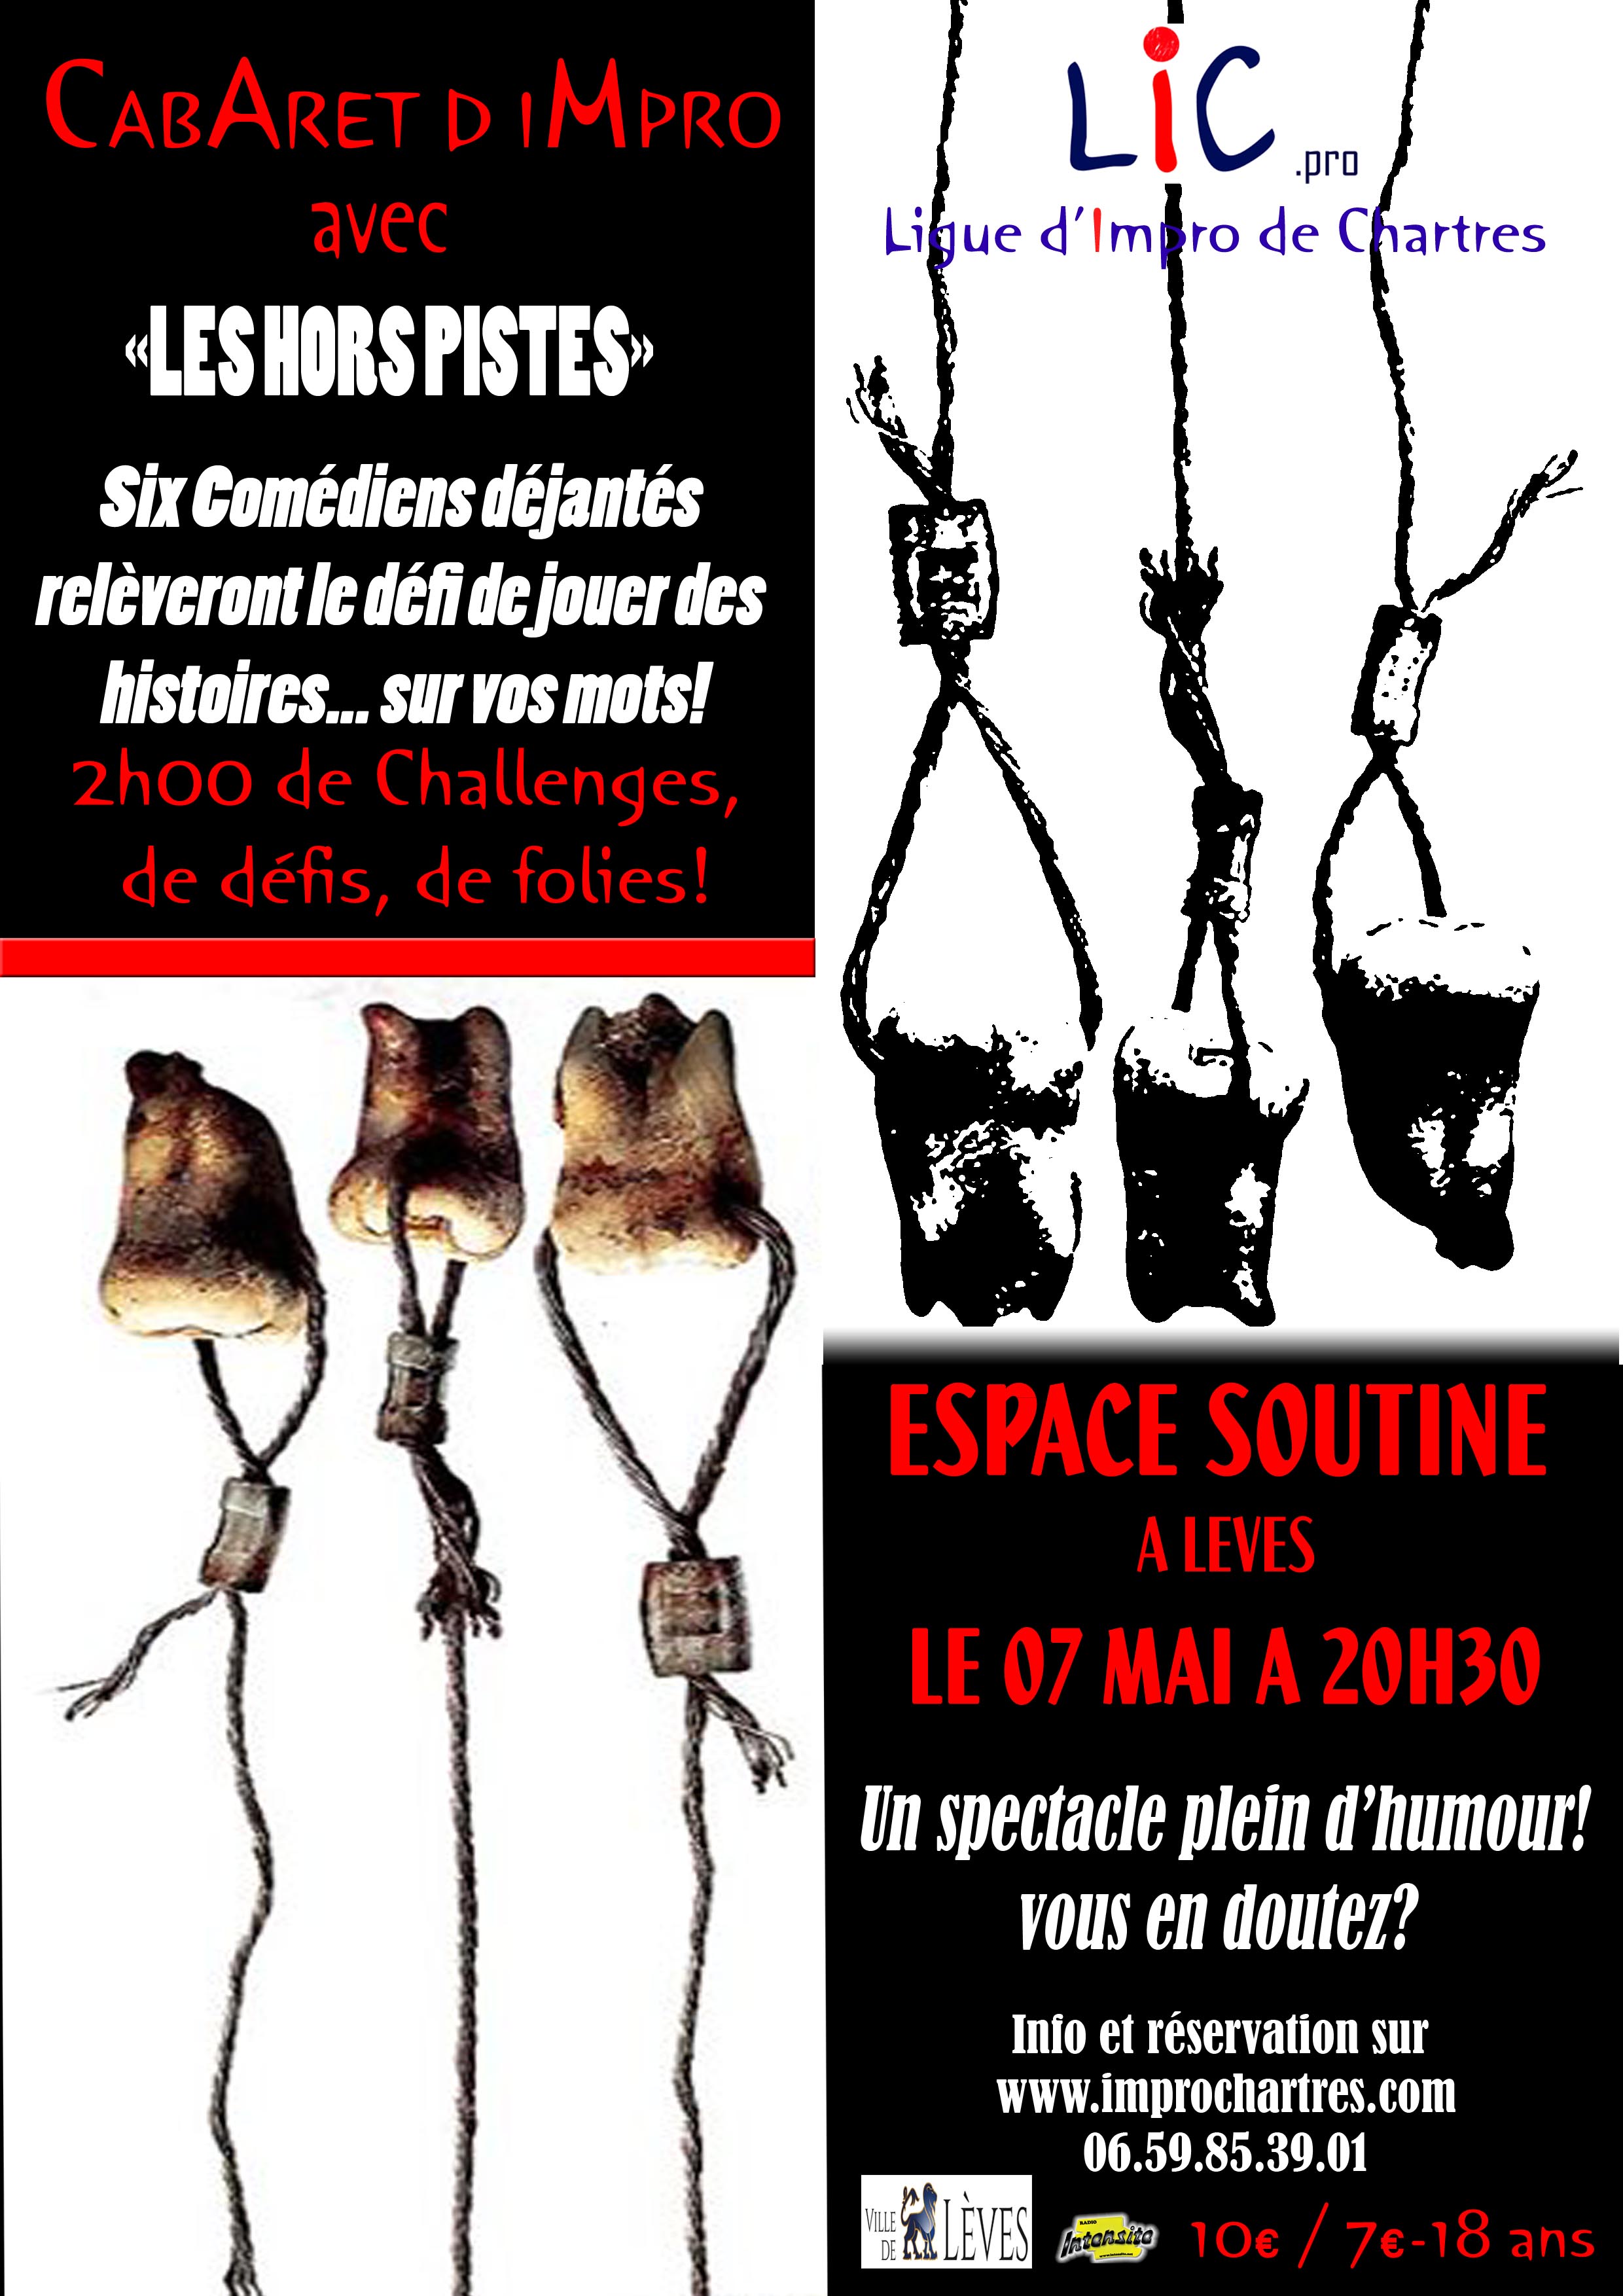 CabAret d iMpro
avec
«LES HORS PISTES»
Six Comédiens déjantés
relèveront le défi de jouer des
histoires... sur vos mots!
2h00 de Challenges,
de défis, de folies!
LiC .pro
Ligue d'Impro de Chartres
ESPACE SOUTINE
A LEVES
LE 07 MAI A 20H30
Un spectacle plein d'humour!
vous en doutez?
Info et réservation sur
www.improchartres.com
06.59.85.39.01
VILLE DE LÈVES
RADIO
Intensité
10€ / 7€-18 ans